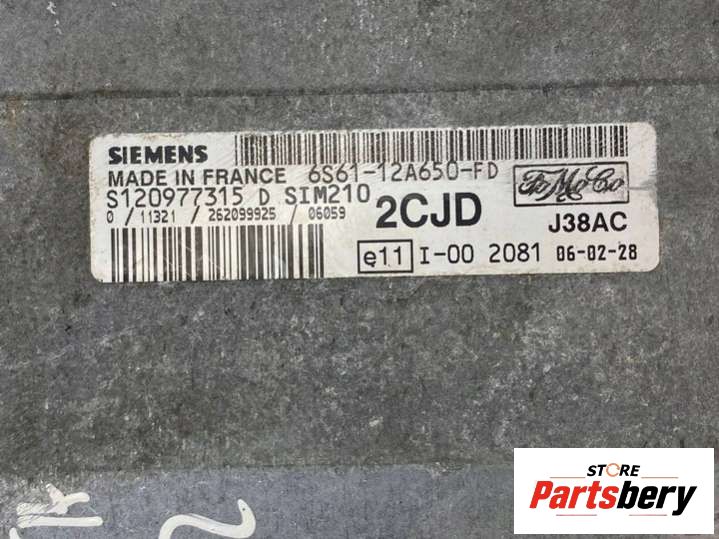 SIEMENS
MADE IN FRANCE 6S61-12A650-FD
S120977315 D SIM210
FoMoCo
0 / 11321 / 262099925 / 06059
2CJD
J38AC
e11 I-00 2081 06-02-28
STORE
Partsbery